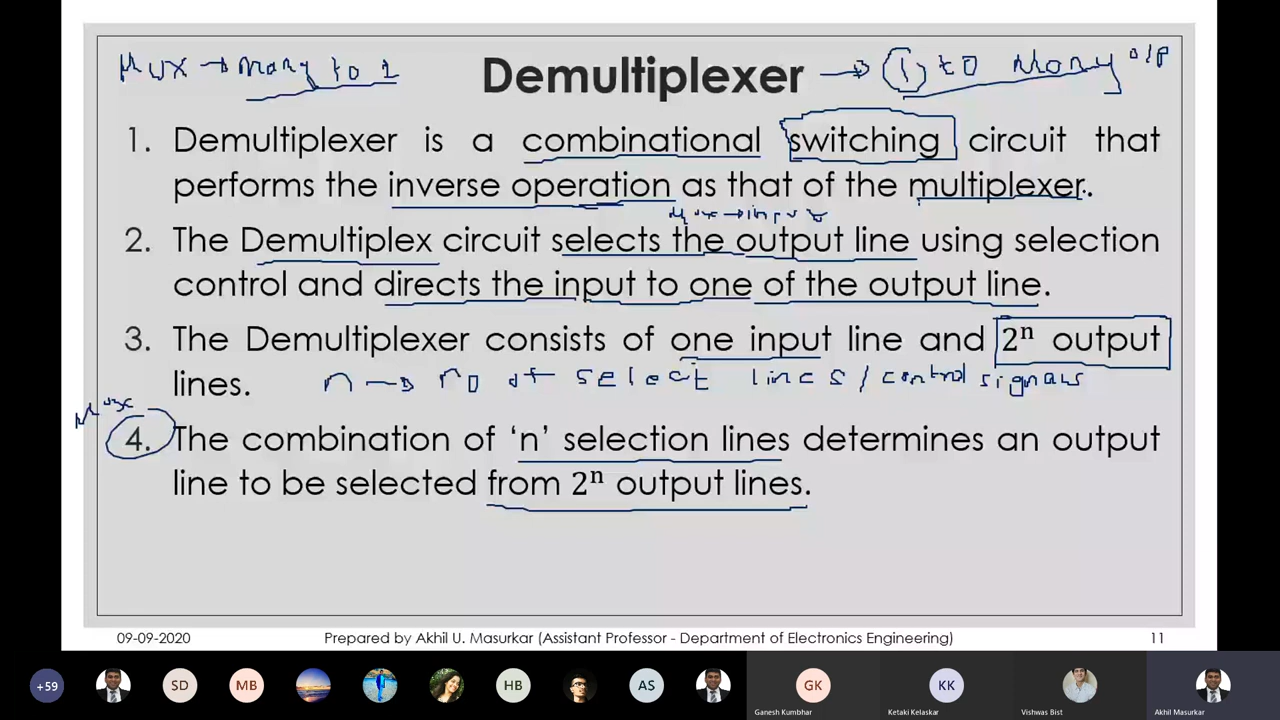 MUX → Many to 1
Demultiplexer → 1 to Many O/P
1. Demultiplexer is a combinational switching circuit that
performs the inverse operation as that of the multiplexer.
Mux → input
2. The Demultiplex circuit selects the output line using selection
control and directs the input to one of the output line.
3. The Demultiplexer consists of one input line and 2ⁿ output
lines. n → no of select lines / control signals
Mux
4. The combination of ‘n’ selection lines determines an output
line to be selected from 2ⁿ output lines.
09-09-2020 Prepared by Akhil U. Masurkar (Assistant Professor - Department of Electronics Engineering) 11
+59 SD MB HB AS GK KK
Ganesh Kumbhar Ketaki Kelaskar Vishwas Bist Akhil Masurkar